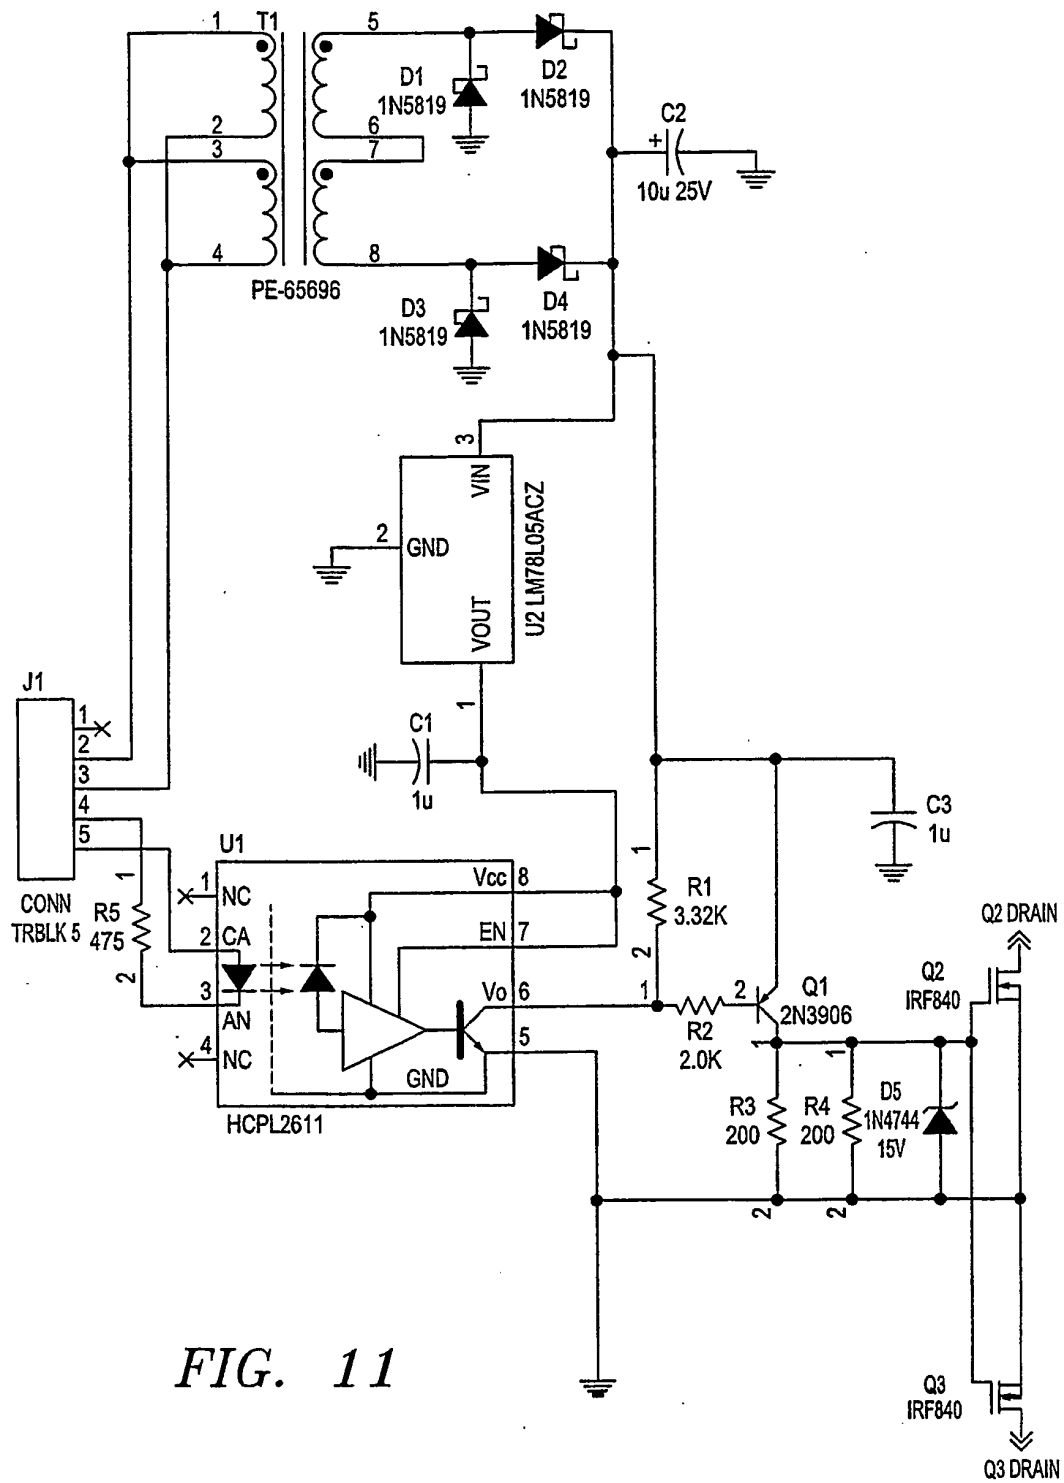 1
T1
5
D1
1N5819
D2
1N5819
C2
+
10u 25V
2
3
6
7
4
8
PE-65696
D3
1N5819
D4
1N5819
3
VIN
2
GND
VOUT
U2 LM78L05ACZ
1
J1
1
2
3
4
5
CONN
TRBLK 5
1
R5
475
2
C1
1u
C3
1u
U1
1
NC
2
CA
3
AN
4
NC
Vcc
8
EN
7
Vo
6
5
GND
HCPL2611
1
R1
3.32K
2
1
R2
2.0K
2
Q1
2N3906
1
1
R3
200
R4
200
D5
1N4744
15V
2
2
Q2 DRAIN
Q2
IRF840
Q3
IRF840
Q3 DRAIN
FIG. 11